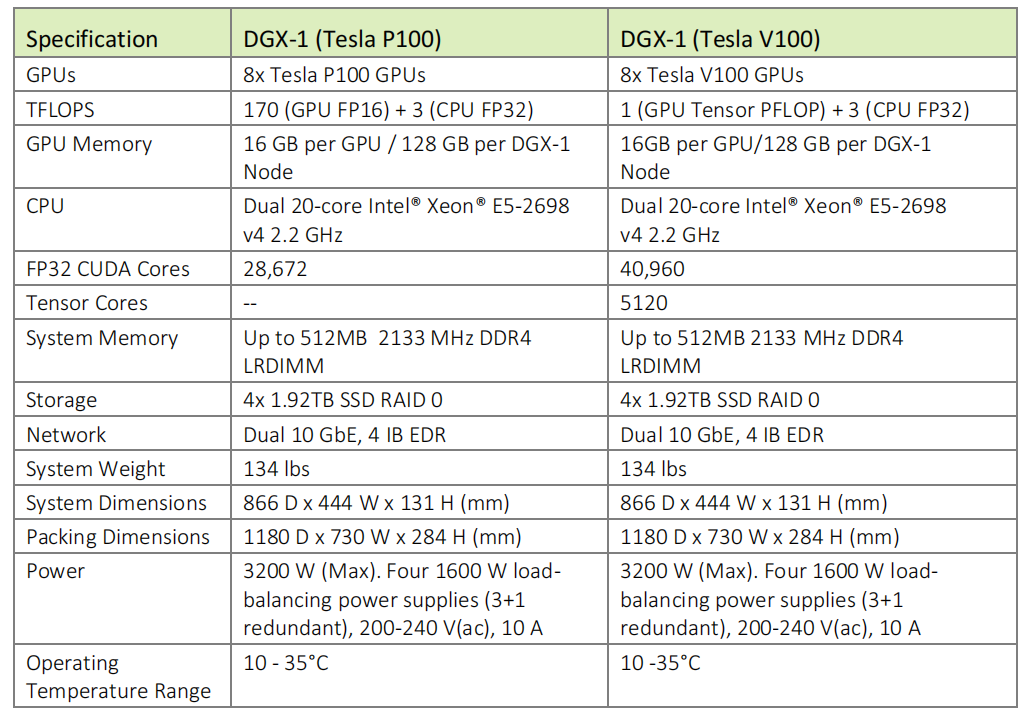 Specification DGX-1 (Tesla P100) DGX-1 (Tesla V100)
GPUs 8x Tesla P100 GPUs 8x Tesla V100 GPUs
TFLOPS 170 (GPU FP16) + 3 (CPU FP32) 1 (GPU Tensor PFLOP) + 3 (CPU FP32)
GPU Memory 16 GB per GPU / 128 GB per DGX-1 16GB per GPU/128 GB per DGX-1
Node Node
CPU Dual 20-core Intel® Xeon® E5-2698 Dual 20-core Intel® Xeon® E5-2698
v4 2.2 GHz v4 2.2 GHz
FP32 CUDA Cores 28,672 40,960
Tensor Cores -- 5120
System Memory Up to 512MB  2133 MHz DDR4 Up to 512MB 2133 MHz DDR4
LRDIMM LRDIMM
Storage 4x 1.92TB SSD RAID 0 4x 1.92TB SSD RAID 0
Network Dual 10 GbE, 4 IB EDR Dual 10 GbE, 4 IB EDR
System Weight 134 lbs 134 lbs
System Dimensions 866 D x 444 W x 131 H (mm) 866 D x 444 W x 131 H (mm)
Packing Dimensions 1180 D x 730 W x 284 H (mm) 1180 D x 730 W x 284 H (mm)
Power 3200 W (Max). Four 1600 W load- 3200 W (Max). Four 1600 W load-
balancing power supplies (3+1 balancing power supplies (3+1
redundant), 200-240 V(ac), 10 A redundant), 200-240 V(ac), 10 A
Operating 10 - 35°C 10 -35°C
Temperature Range